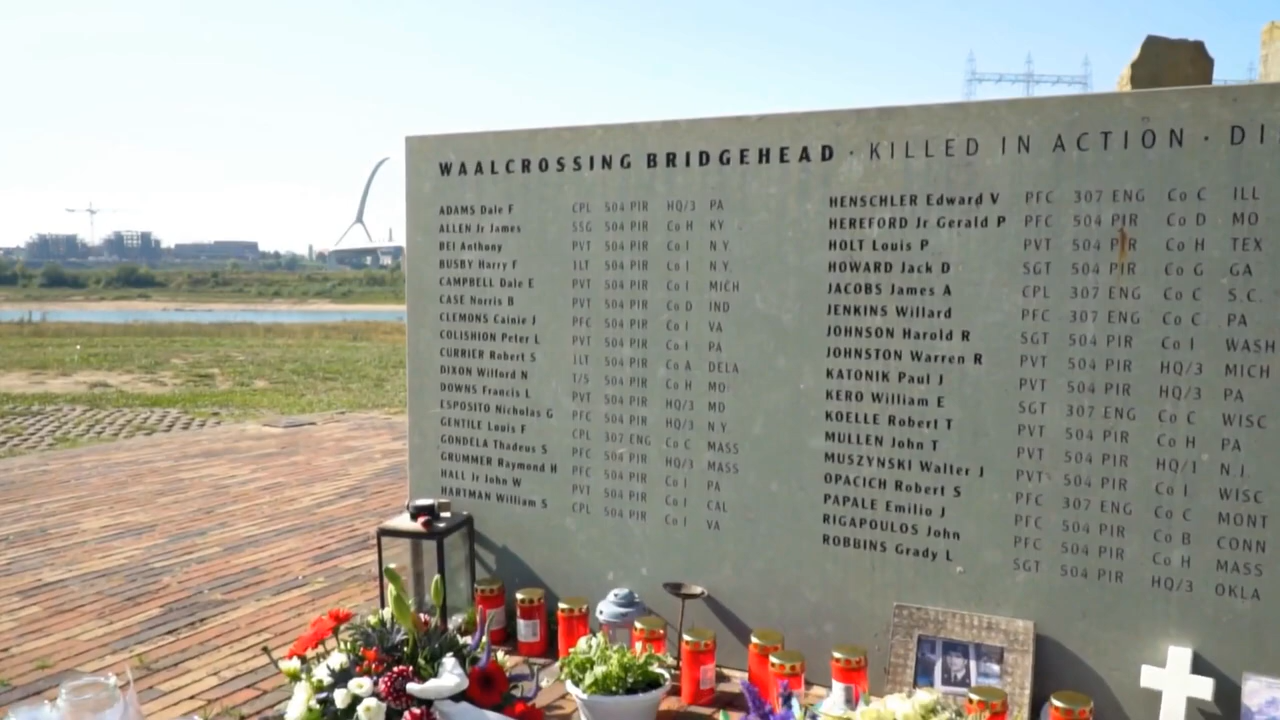 WAALCROSSING BRIDGEHEAD · KILLED IN ACTION · DI
ADAMS Dale F CPL 504 PIR HQ/3 PA
ALLEN Jr James SSG 504 PIR Co H KY
BEI Anthony PVT 504 PIR Co I N.Y.
BUSBY Harry F 1LT 504 PIR Co I N.Y.
CAMPBELL Dale E PVT 504 PIR Co I MICH
CASE Norris B PVT 504 PIR Co D IND
CLEMONS Cainie J PFC 504 PIR Co I VA
COLISHION Peter L PVT 504 PIR Co I PA
CURRIER Robert S 1LT 504 PIR Co A DELA
DIXON Wilford N T/5 504 PIR Co H MO
DOWNS Francis L PVT 504 PIR HQ/3 MD
ESPOSITO Nicholas G PFC 504 PIR HQ/3 N.Y.
GENTILE Louis F CPL 307 ENG Co C MASS
GONDELA Thadeus S PFC 504 PIR HQ/3 MASS
GRUMMER Raymond H PFC 504 PIR Co I PA
HALL Jr John W PVT 504 PIR Co I CAL
HARTMAN William S CPL 504 PIR Co I VA
HENSCHLER Edward V PFC 307 ENG Co C ILL
HEREFORD Jr Gerald P PFC 504 PIR Co D MO
HOLT Louis P PVT 504 PIR Co H TEX
HOWARD Jack D SGT 504 PIR Co G GA
JACOBS James A CPL 307 ENG Co C S.C.
JENKINS Willard PFC 307 ENG Co C PA
JOHNSON Harold R SGT 504 PIR Co I WASH
JOHNSTON Warren R PVT 504 PIR HQ/3 MICH
KATONIK Paul J PVT 504 PIR HQ/3 PA
KERO William E SGT 307 ENG Co C WISC
KOELLE Robert T PVT 504 PIR Co H PA
MULLEN John T PVT 504 PIR HQ/1 N.J.
MUSZYNSKI Walter J PVT 504 PIR Co I WISC
OPACICH Robert S PFC 307 ENG Co C MONT
PAPALE Emilio J PFC 504 PIR Co B CONN
RIGAPOULOS John PFC 504 PIR Co H MASS
ROBBINS Grady L SGT 504 PIR HQ/3 OKLA